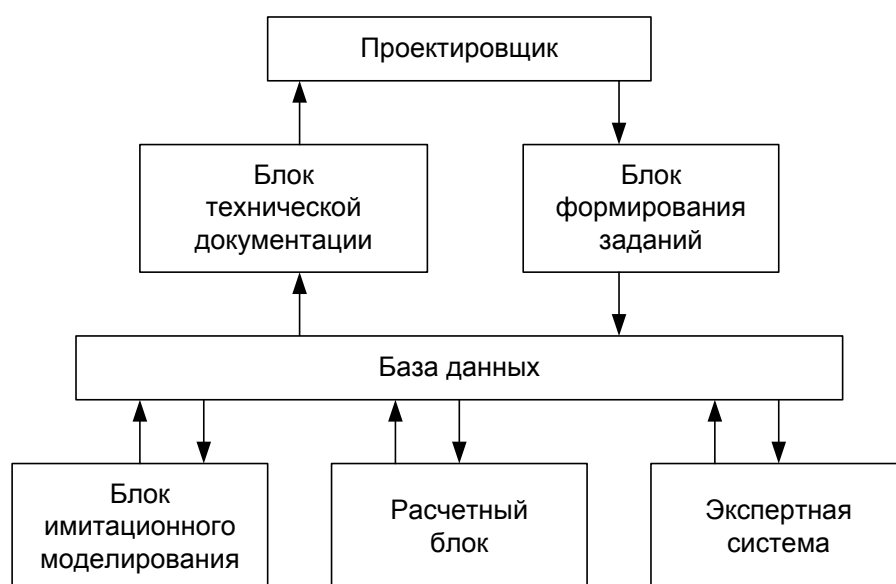 Проектировщик
Блок
технической
документации
Блок
формирования
заданий
База данных
Блок
имитационного
моделирования
Расчетный
блок
Экспертная
система